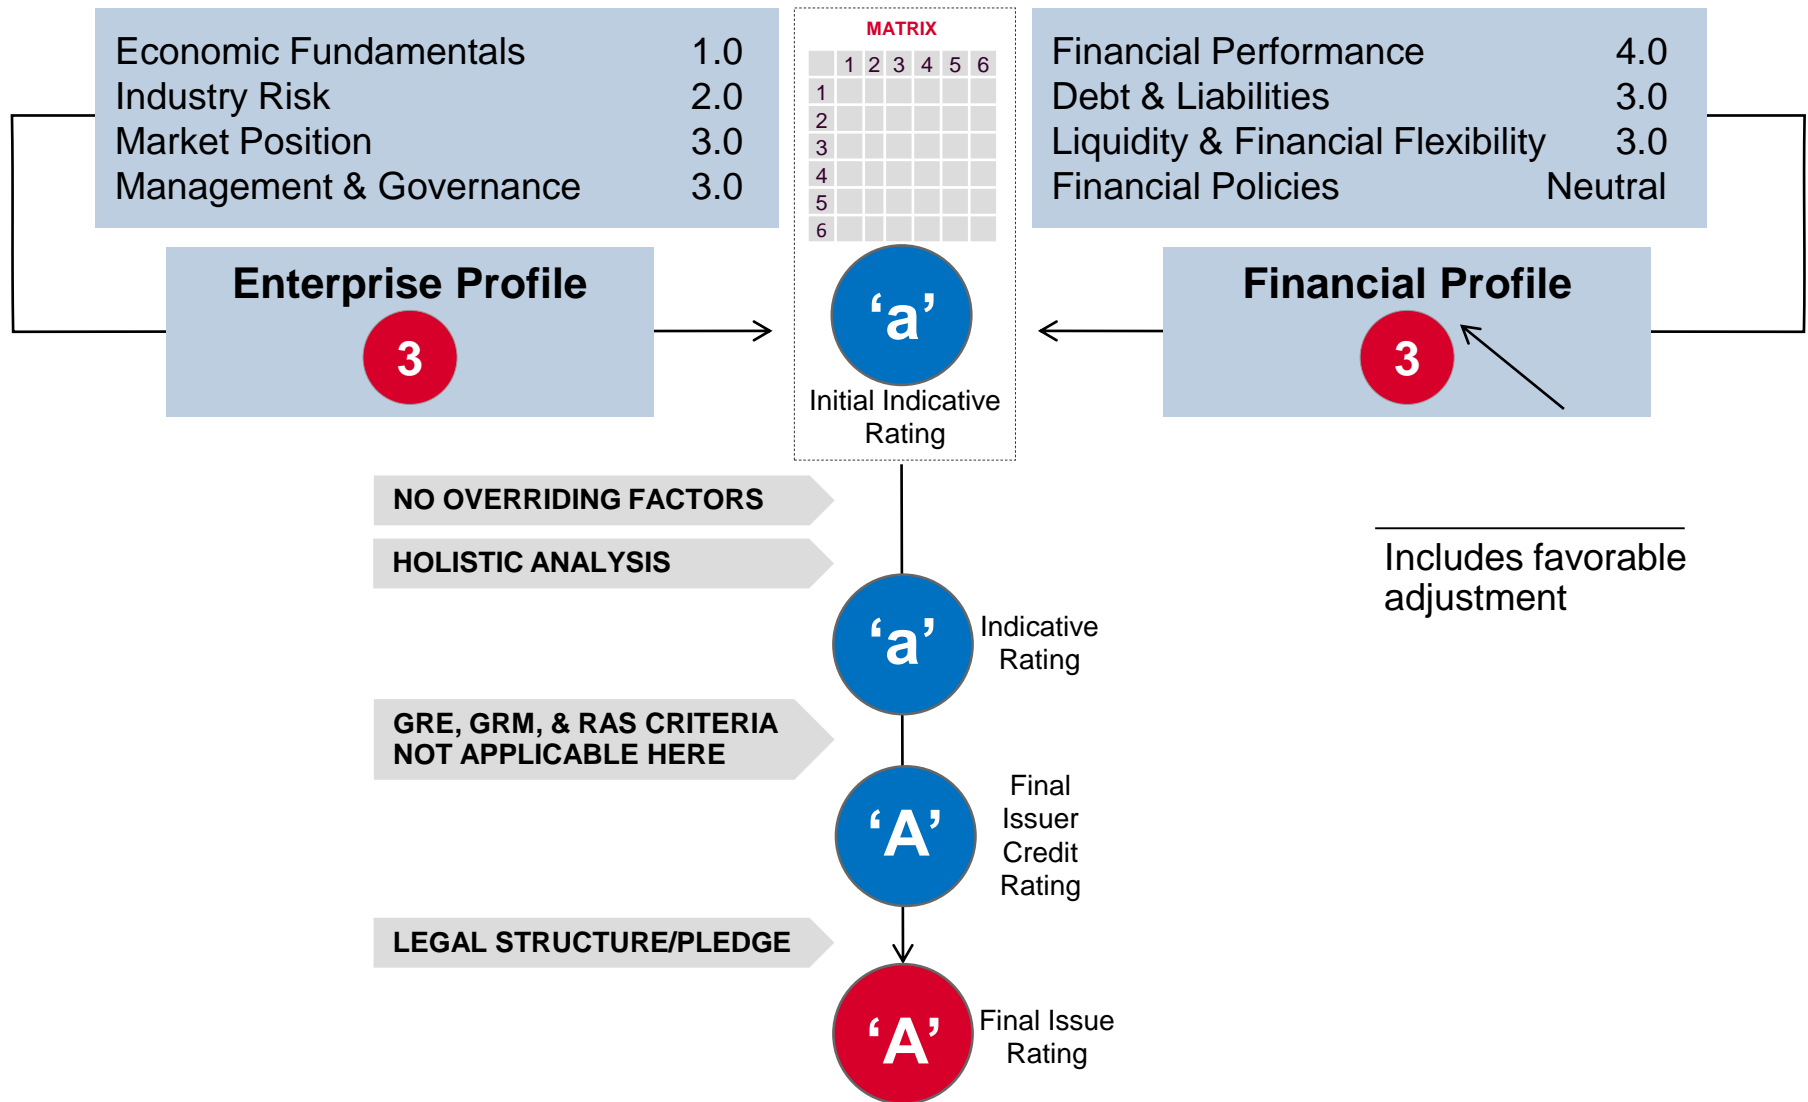 Economic Fundamentals 1.0
Industry Risk 2.0
Market Position 3.0
Management & Governance 3.0
Enterprise Profile
3
MATRIX
1 2 3 4 5 6
1
2
3
4
5
6
‘a’
Initial Indicative
Rating
Financial Performance 4.0
Debt & Liabilities 3.0
Liquidity & Financial Flexibility 3.0
Financial Policies Neutral
Financial Profile
3
Includes favorable
adjustment
NO OVERRIDING FACTORS
HOLISTIC ANALYSIS
‘a’
Indicative
Rating
GRE, GRM, & RAS CRITERIA
NOT APPLICABLE HERE
‘A’
Final
Issuer
Credit
Rating
LEGAL STRUCTURE/PLEDGE
‘A’
Final Issue
Rating